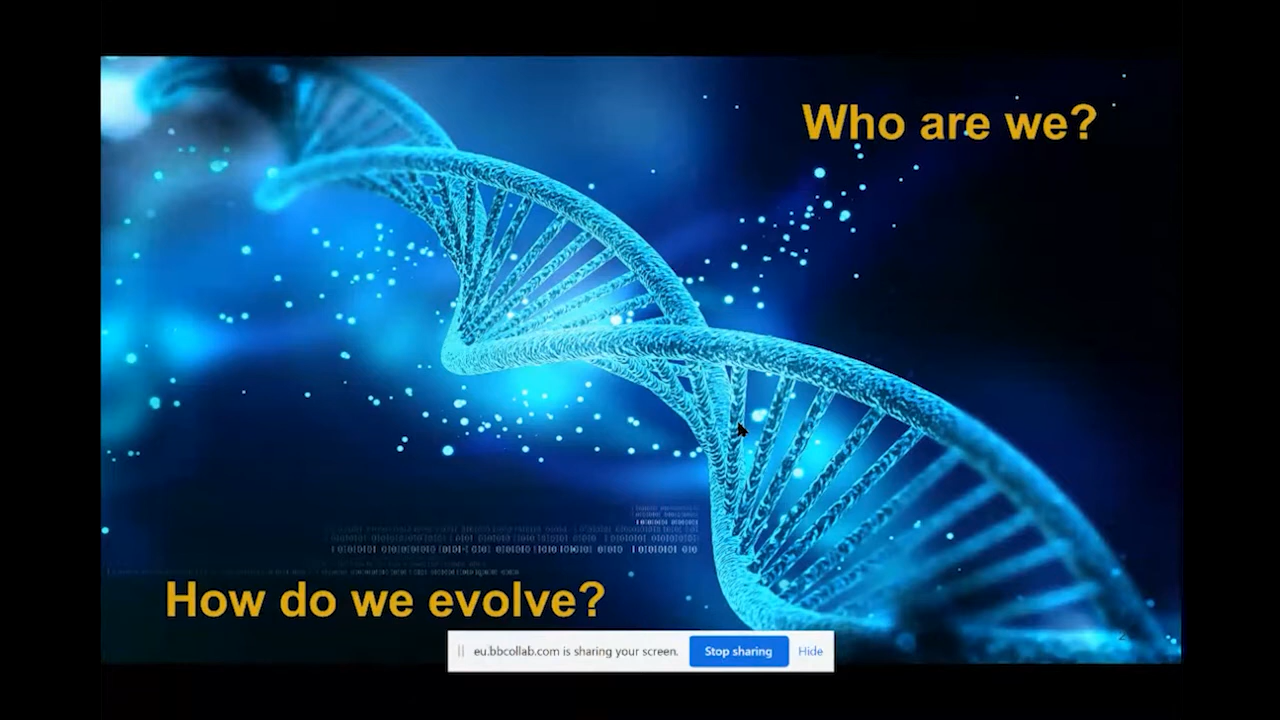 Who are we?
How do we evolve?
eu.bbcollab.com is sharing your screen.
Stop sharing
Hide